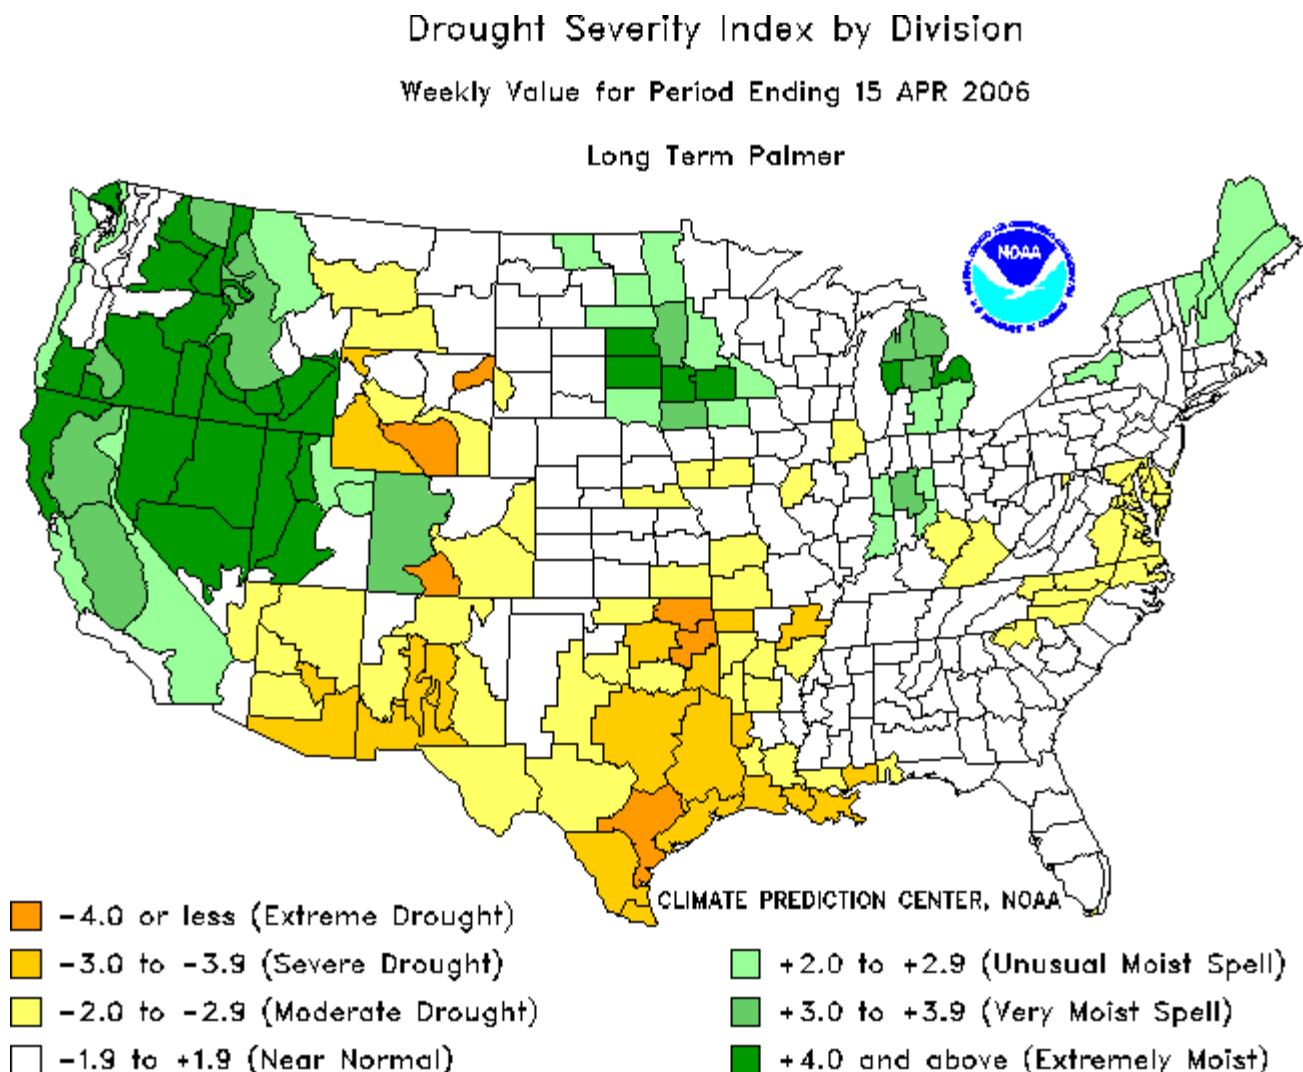 Drought Severity Index by Division
Weekly Value for Period Ending 15 APR 2006
Long Term Palmer
NOAA
CLIMATE PREDICTION CENTER, NOAA
-4.0 or less (Extreme Drought)
-3.0 to -3.9 (Severe Drought)
-2.0 to -2.9 (Moderate Drought)
-1.9 to +1.9 (Near Normal)
+2.0 to +2.9 (Unusual Moist Spell)
+3.0 to +3.9 (Very Moist Spell)
+4.0 and above (Extremely Moist)